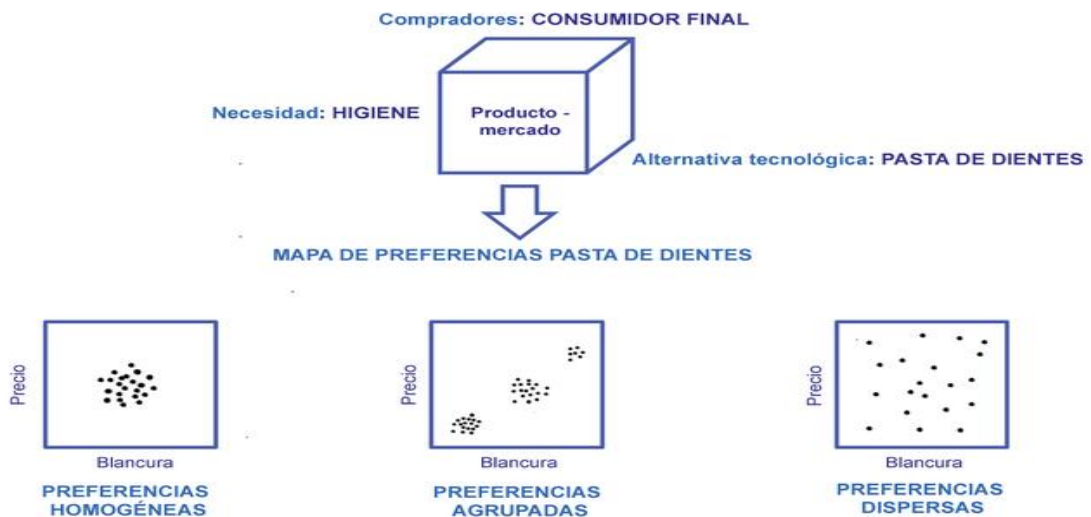 Compradores: CONSUMIDOR FINAL
Necesidad: HIGIENE
Producto -
mercado
Alternativa tecnológica: PASTA DE DIENTES
MAPA DE PREFERENCIAS PASTA DE DIENTES
Precio
Blancura
PREFERENCIAS
HOMOGÉNEAS
Precio
Blancura
PREFERENCIAS
AGRUPADAS
Precio
Blancura
PREFERENCIAS
DISPERSAS